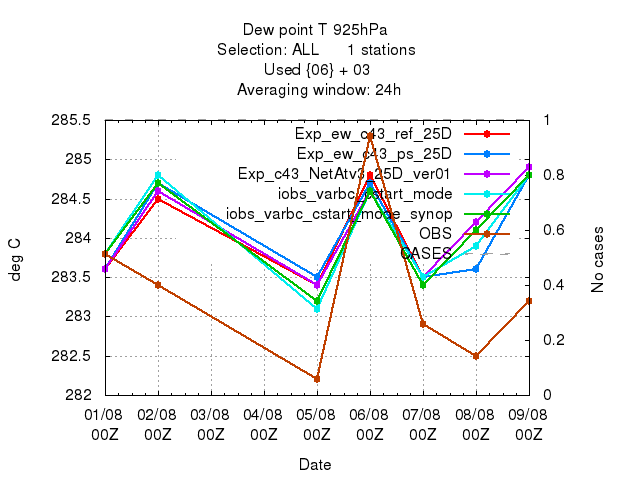 Dew point T 925hPa
Selection: ALL 1 stations
Used {06} + 03
Averaging window: 24h
285.5 1
Exp_ew_c43_ref_25D
Exp_ew_c43_ps_25D
285
Exp_c43_NetAtv3_25D_ver01 0.8
iobs_varbc_cstart_mode
284.5
iobs_varbc_cstart_mode_synop
0.6
OBS
284
CASES
deg C
No cases
283.5 0.4
283
0.2
282.5
282 0
01/08 02/08 03/08 04/08 05/08 06/08 07/08 08/08 09/08
00Z 00Z 00Z 00Z 00Z 00Z 00Z 00Z 00Z
Date